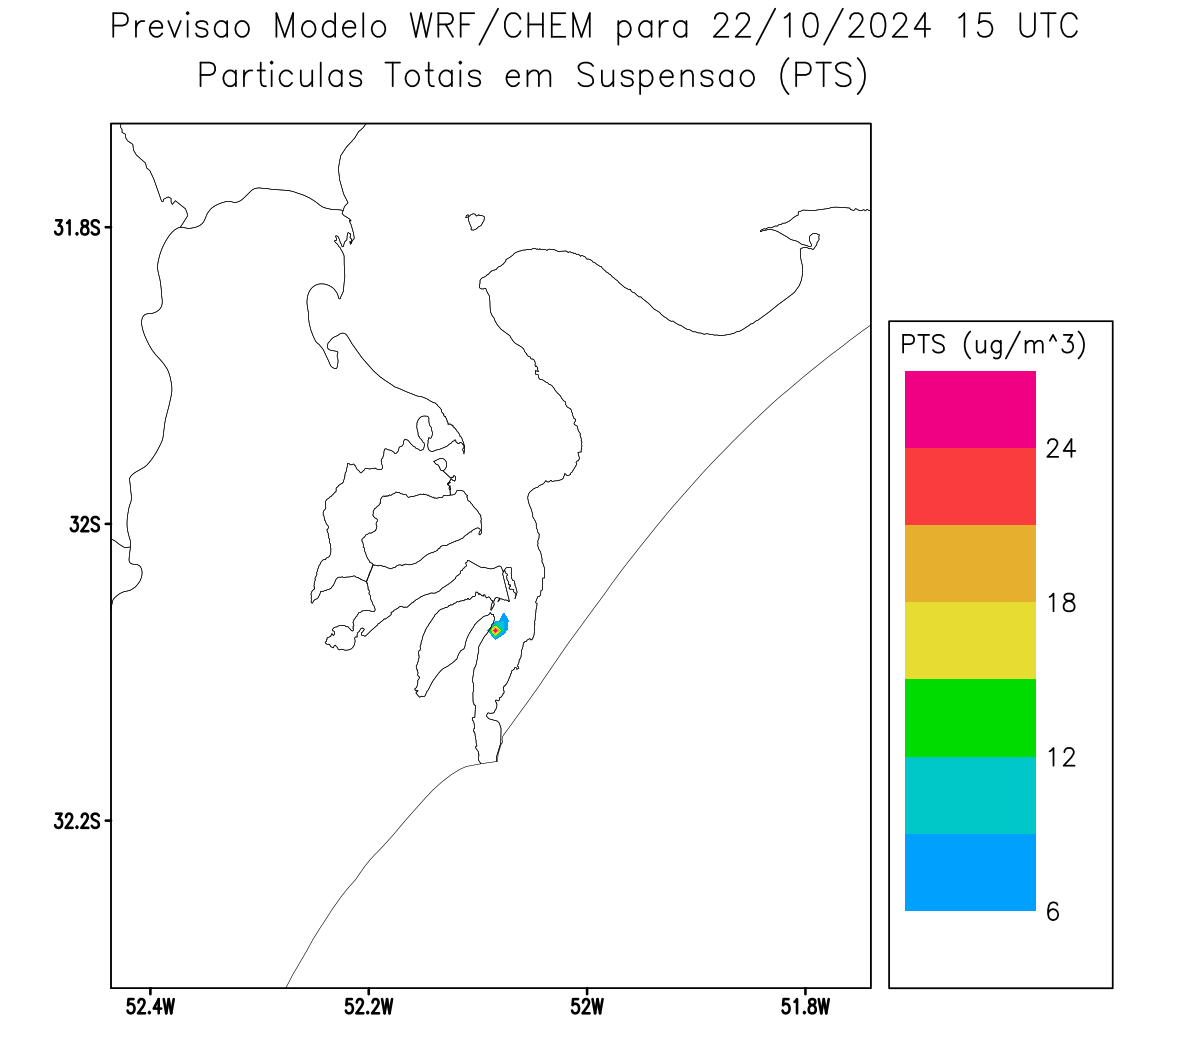 Previsao Modelo WRF/CHEM para 22/10/2024 15 UTC
Particulas Totais em Suspensao (PTS)
31.8S
32S
32.2S
52.4W
52.2W
52W
51.8W
PTS (ug/m^3)
24
18
12
6